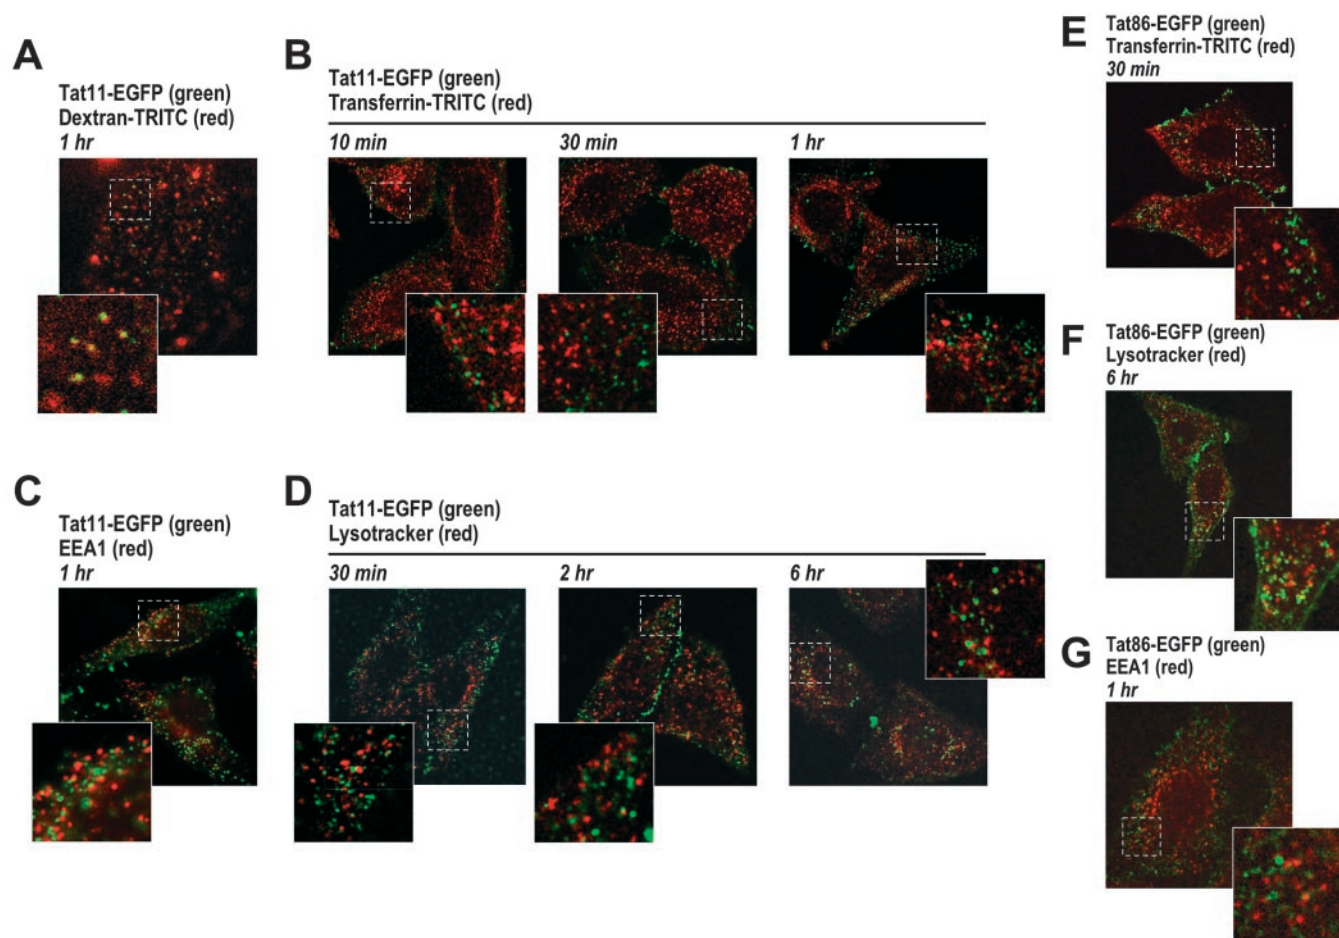 A
Tat11-EGFP (green)
Dextran-TRITC (red)
1 hr
B
Tat11-EGFP (green)
Transferrin-TRITC (red)
10 min
30 min
1 hr
C
Tat11-EGFP (green)
EEA1 (red)
1 hr
D
Tat11-EGFP (green)
Lysotracker (red)
30 min
2 hr
6 hr
E
Tat86-EGFP (green)
Transferrin-TRITC (red)
30 min
F
Tat86-EGFP (green)
Lysotracker (red)
6 hr
G
Tat86-EGFP (green)
EEA1 (red)
1 hr